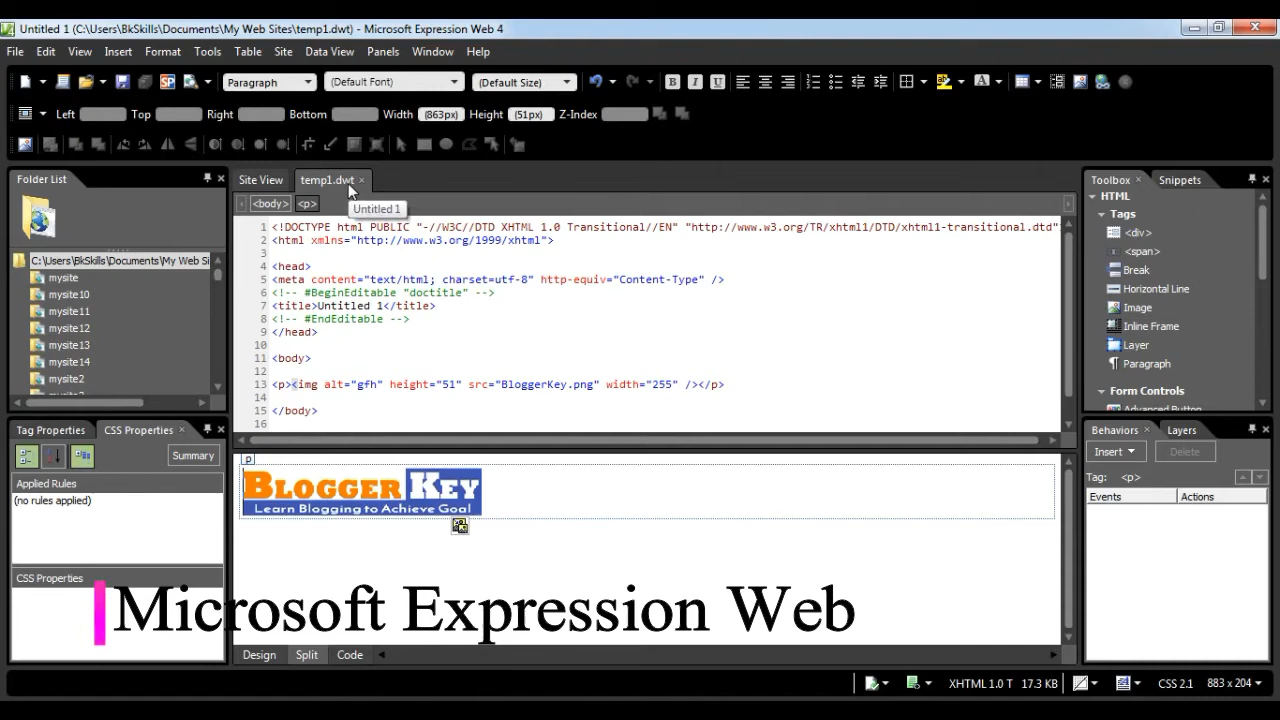 Untitled 1 (C:\Users\BkSkills\Documents\My Web Sites\temp1.dwt) - Microsoft Expression Web 4
File Edit View Insert Format Tools Table Site Data View Panels Window Help
Paragraph (Default Font) (Default Size) B I U A
Left Top Right Bottom Width (863px) Height (51px) Z-Index
Folder List
C:\Users\BkSkills\Documents\My Web Si
mysite
mysite10
mysite11
mysite12
mysite13
mysite14
mysite2
Site View temp1.dwt
<body> <p>
Untitled 1
1 <!DOCTYPE html PUBLIC "-//W3C//DTD XHTML 1.0 Transitional//EN" "http://www.w3.org/TR/xhtml1/DTD/xhtml1-transitional.dtd"
2 <html xmlns="http://www.w3.org/1999/xhtml">
3
4 <head>
5 <meta content="text/html; charset=utf-8" http-equiv="Content-Type" />
6 <!-- #BeginEditable "doctitle" -->
7 <title>Untitled 1</title>
8 <!-- #EndEditable -->
9 </head>
10
11 <body>
12
13 <p><img alt="gfh" height="51" src="BloggerKey.png" width="255" /></p>
14
15 </body>
16
Toolbox Snippets
HTML
Tags
<div>
<span>
Break
Horizontal Line
Image
Inline Frame
Layer
Paragraph
Form Controls
Advanced Button
Tag Properties CSS Properties
Summary
Applied Rules
(no rules applied)
CSS Properties
p
Blogger Key
Learn Blogging to Achieve Goal
Behaviors Layers
Insert Delete
Tag: <p>
Events Actions
Microsoft Expression Web
Design Split Code
XHTML 1.0 T 17.3 KB CSS 2.1 883 x 204